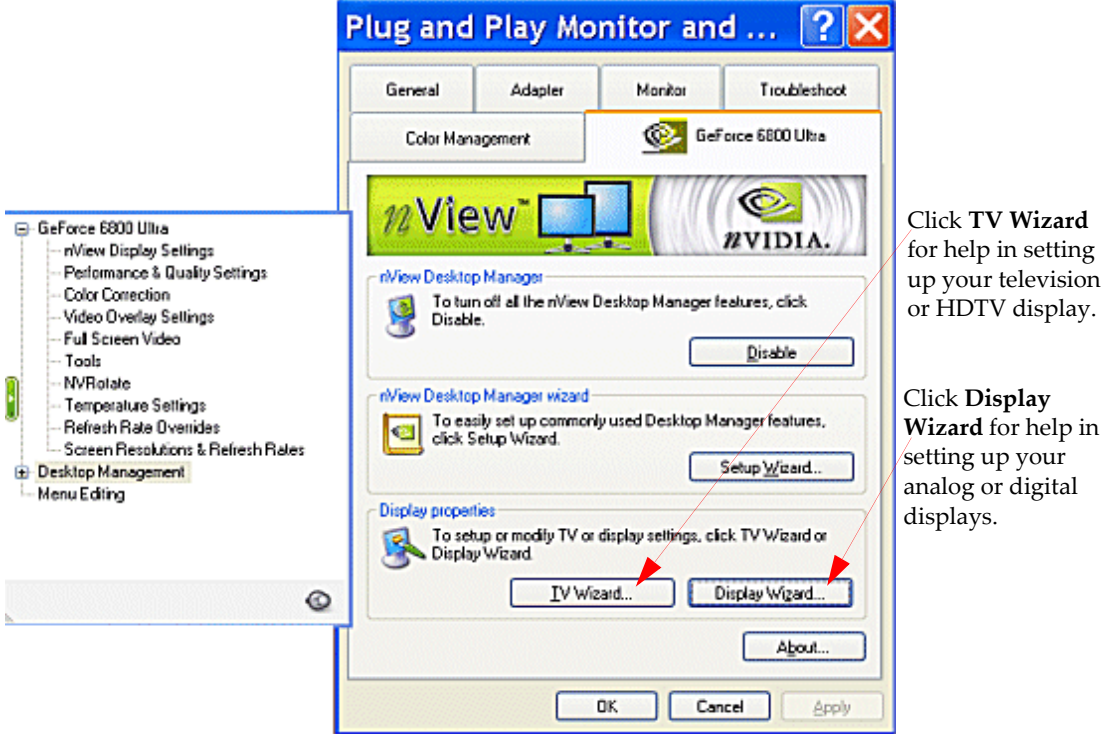 Plug and Play Monitor and ...
General
Adapter
Monitor
Troubleshoot
Color Management
GeForce 6800 Ultra
nView™
nVIDIA.
GeForce 6800 Ultra
nView Display Settings
Performance & Quality Settings
Color Correction
Video Overlay Settings
Full Screen Video
Tools
NVRotate
Temperature Settings
Refresh Rate Overrides
Screen Resolutions & Refresh Rates
Desktop Management
Menu Editing
nView Desktop Manager
To turn off all the nView Desktop Manager features, click
Disable.
Disable
nView Desktop Manager wizard
To easily set up commonly used Desktop Manager features,
click Setup Wizard.
Setup Wizard...
Display properties
To setup or modify TV or display settings, click TV Wizard or
Display Wizard.
TV Wizard...
Display Wizard...
About...
OK
Cancel
Apply
Click TV Wizard
for help in setting
up your television
or HDTV display.
Click Display
Wizard for help in
setting up your
analog or digital
displays.